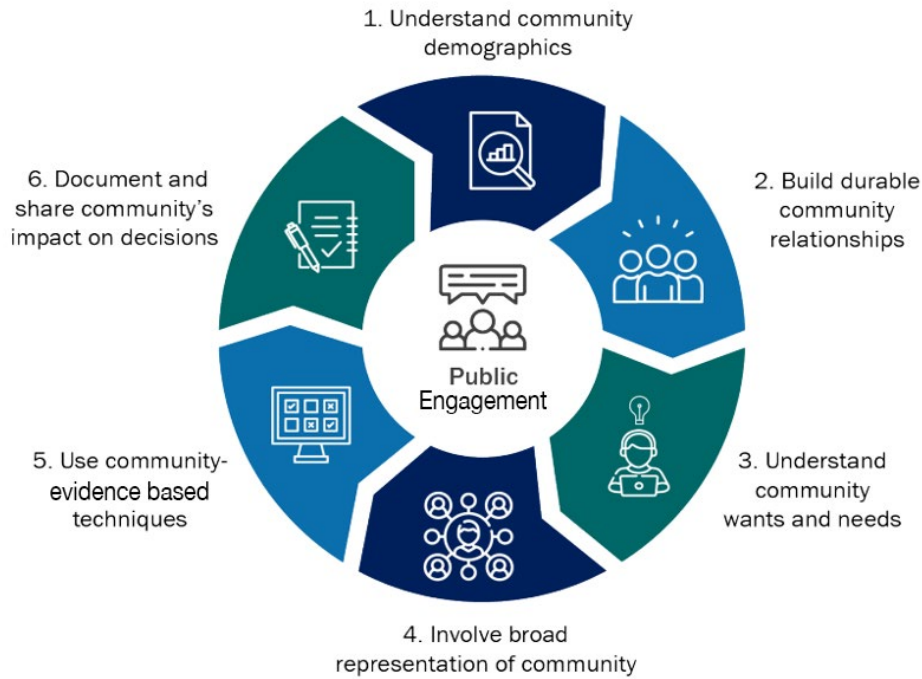 1. Understand community
demographics
2. Build durable
community
relationships
3. Understand
community
wants and needs
4. Involve broad
representation of community
5. Use community-
evidence based
techniques
6. Document and
share community's
impact on decisions
Public
Engagement